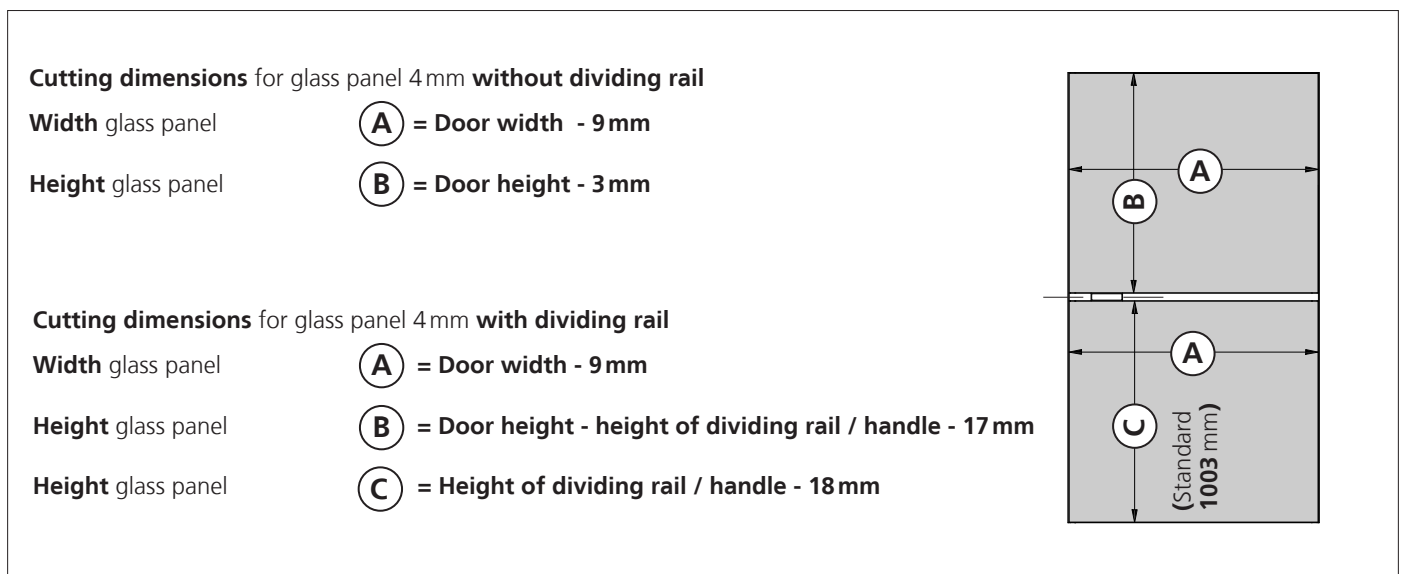 Cutting dimensions for glass panel 4 mm without dividing rail
Width glass panel A = Door width - 9 mm
Height glass panel B = Door height - 3 mm
A
B
Cutting dimensions for glass panel 4 mm with dividing rail
Width glass panel A = Door width - 9 mm
Height glass panel B = Door height - height of dividing rail / handle - 17 mm
Height glass panel C = Height of dividing rail / handle - 18 mm
A
C
(Standard
1003 mm)